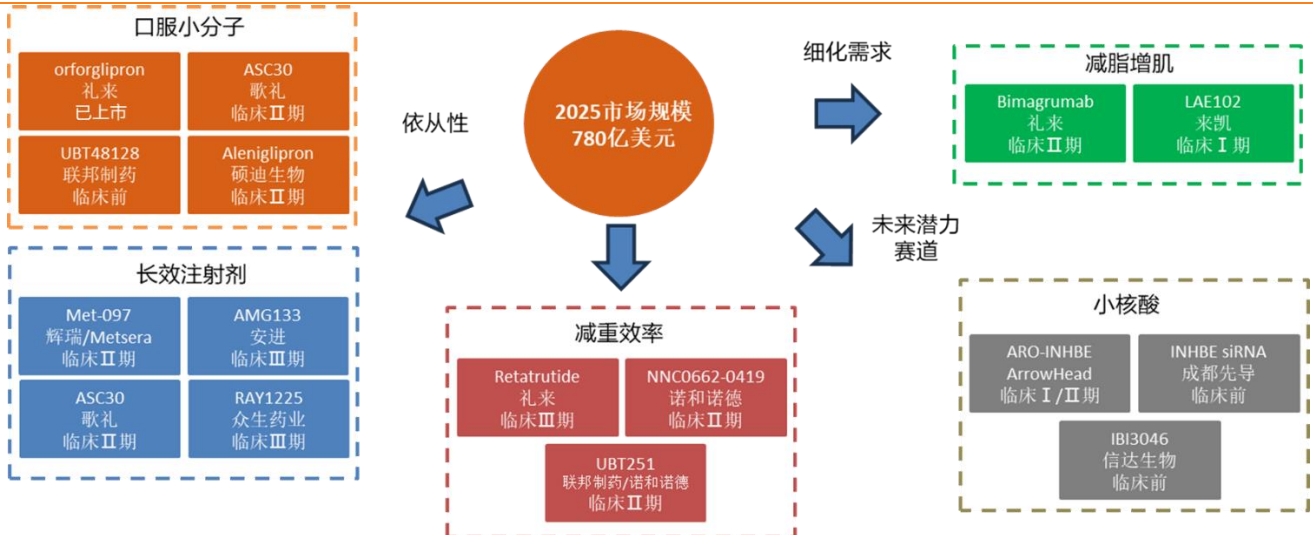 口服小分子
orforglipron
礼来
已上市
ASC30
歌礼
临床Ⅱ期
UBT48128
联邦制药
临床前
Aleniglipron
硕迪生物
临床Ⅱ期
长效注射剂
Met-097
辉瑞/Metsera
临床Ⅱ期
AMG133
安进
临床Ⅲ期
ASC30
歌礼
临床Ⅱ期
RAY1225
众生药业
临床Ⅲ期
依从性
2025市场规模
780亿美元
减重效率
Retatrutide
礼来
临床Ⅲ期
NNC0662-0419
诺和诺德
临床Ⅱ期
UBT251
联邦制药/诺和诺德
临床Ⅱ期
细化需求
减脂增肌
Bimagrumab
礼来
临床Ⅱ期
LAE102
来凯
临床Ⅰ期
未来潜力
赛道
小核酸
ARO-INHBE
ArrowHead
临床Ⅰ/Ⅱ期
INHBE siRNA
成都先导
临床前
IBI3046
信达生物
临床前